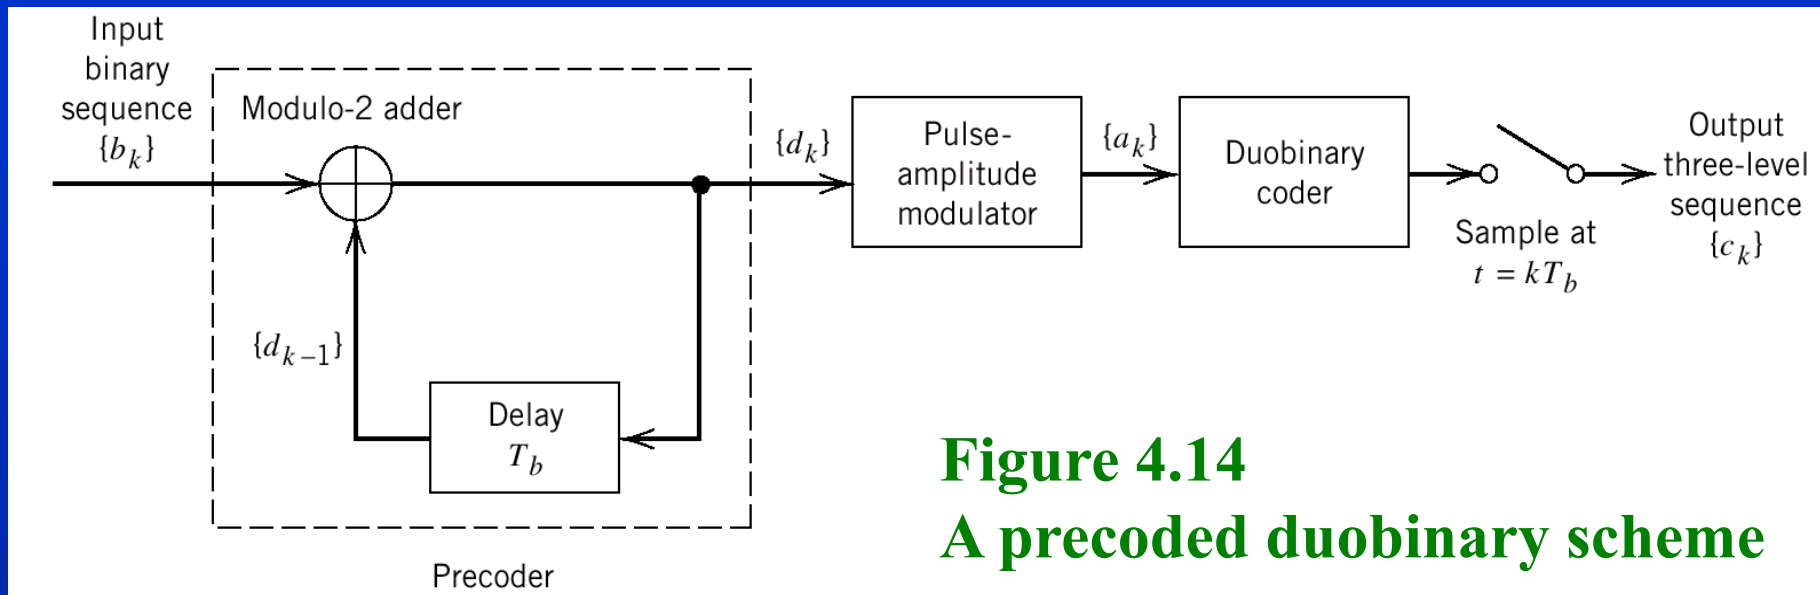 Input
binary
sequence
{b_k}
Modulo-2 adder
{d_k}
Pulse-
amplitude
modulator
{a_k}
Duobinary
coder
Sample at
t = kT_b
Output
three-level
sequence
{c_k}
{d_{k-1}}
Delay
T_b
Precoder
Figure 4.14
A precoded duobinary scheme